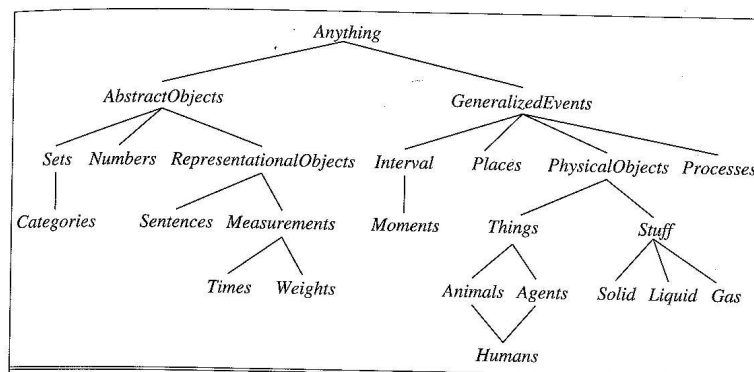 Anything
AbstractObjects GeneralizedEvents
Sets Numbers RepresentationalObjects Interval Places PhysicalObjects Processes
Categories Sentences Measurements Moments Things Stuff
Times Weights Animals Agents Solid Liquid Gas
Humans